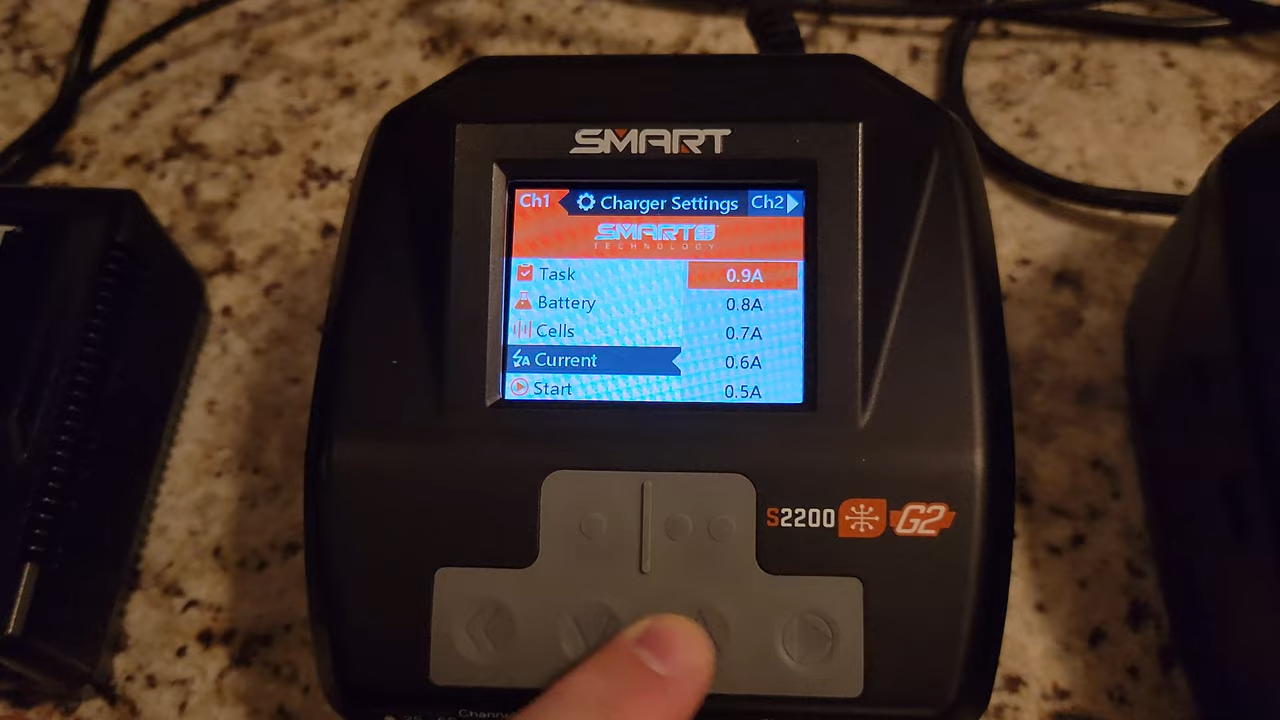 SMART
Ch1 Charger Settings Ch2
SMART
TECHNOLOGY
Task 0.9A
Battery 0.8A
Cells 0.7A
Current 0.6A
Start 0.5A
S2200 G2